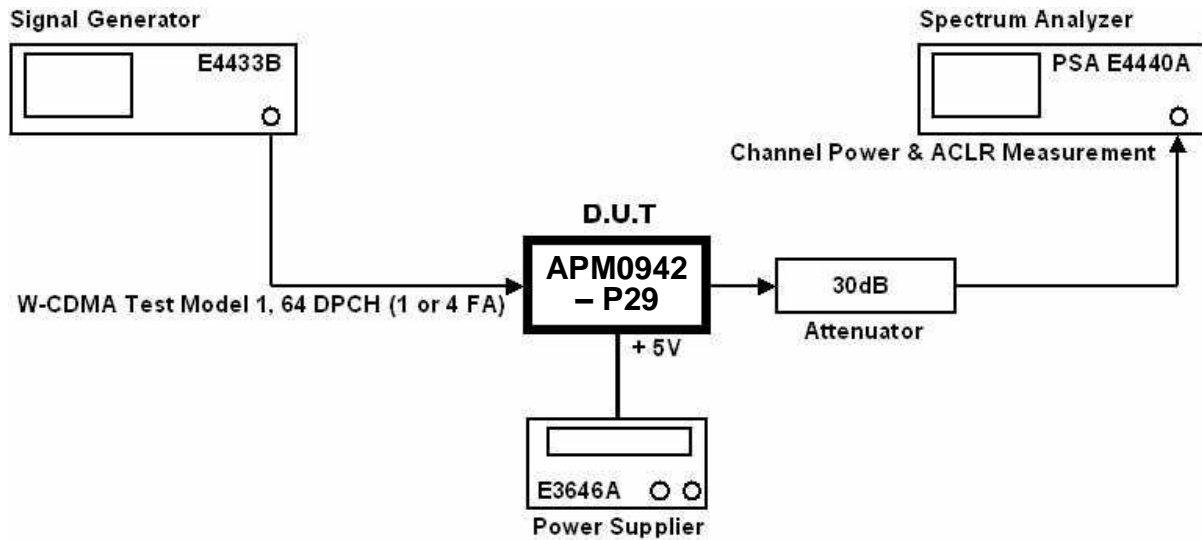 Signal Generator
E4433B
Spectrum Analyzer
PSA E4440A
Channel Power & ACLR Measurement
D.U.T
APM0942
– P29
W-CDMA Test Model 1, 64 DPCH (1 or 4 FA)
30dB
Attenuator
+ 5V
E3646A
Power Supplier